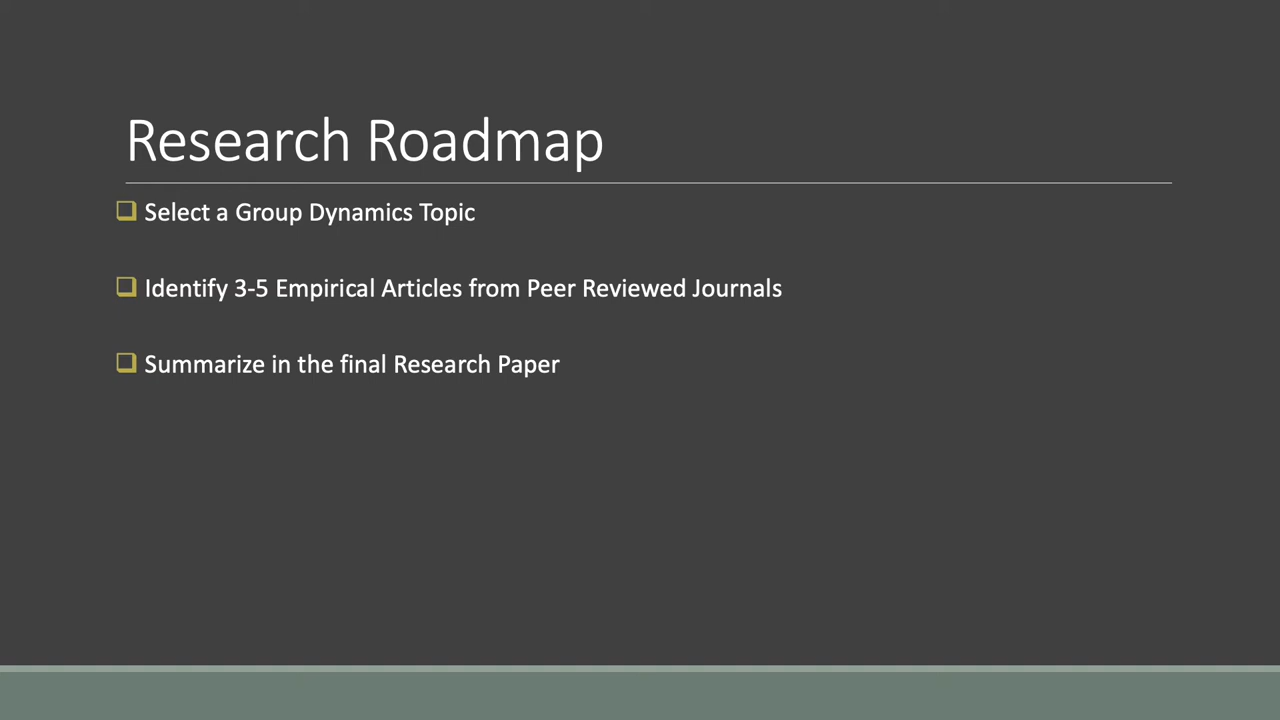 Research Roadmap
Select a Group Dynamics Topic
Identify 3-5 Empirical Articles from Peer Reviewed Journals
Summarize in the final Research Paper